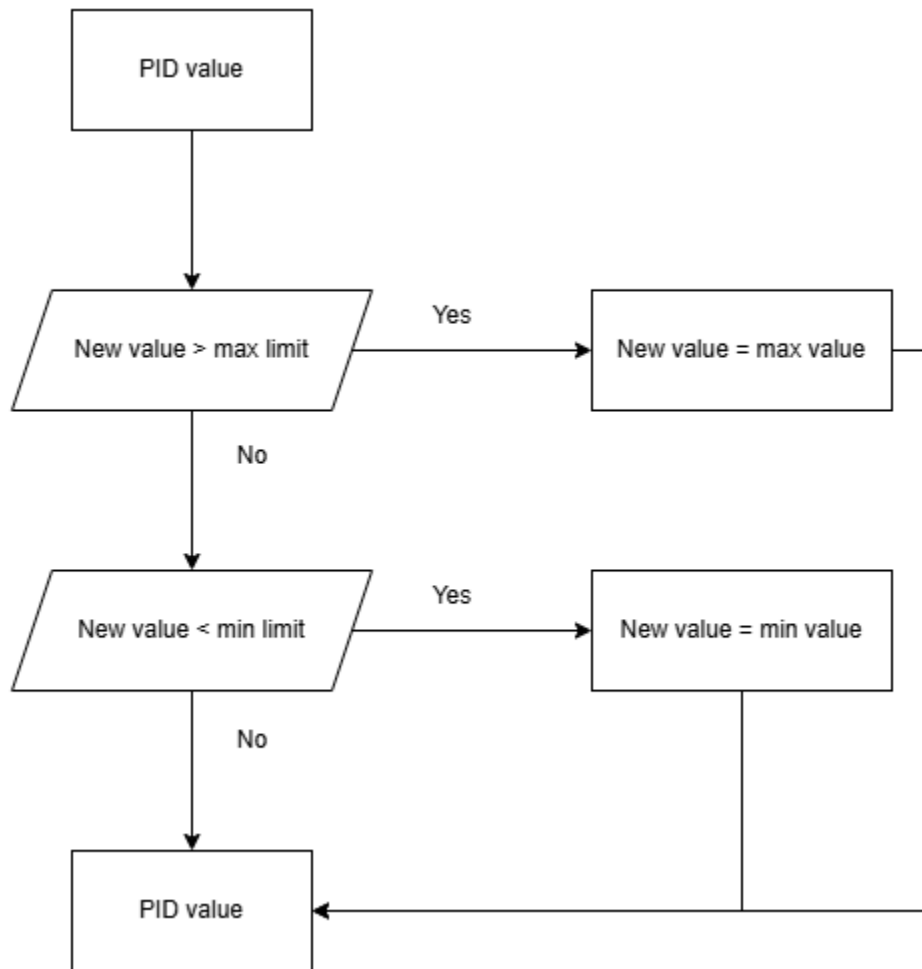 PID value
New value > max limit
Yes
New value = max value
No
New value < min limit
Yes
New value = min value
No
PID value